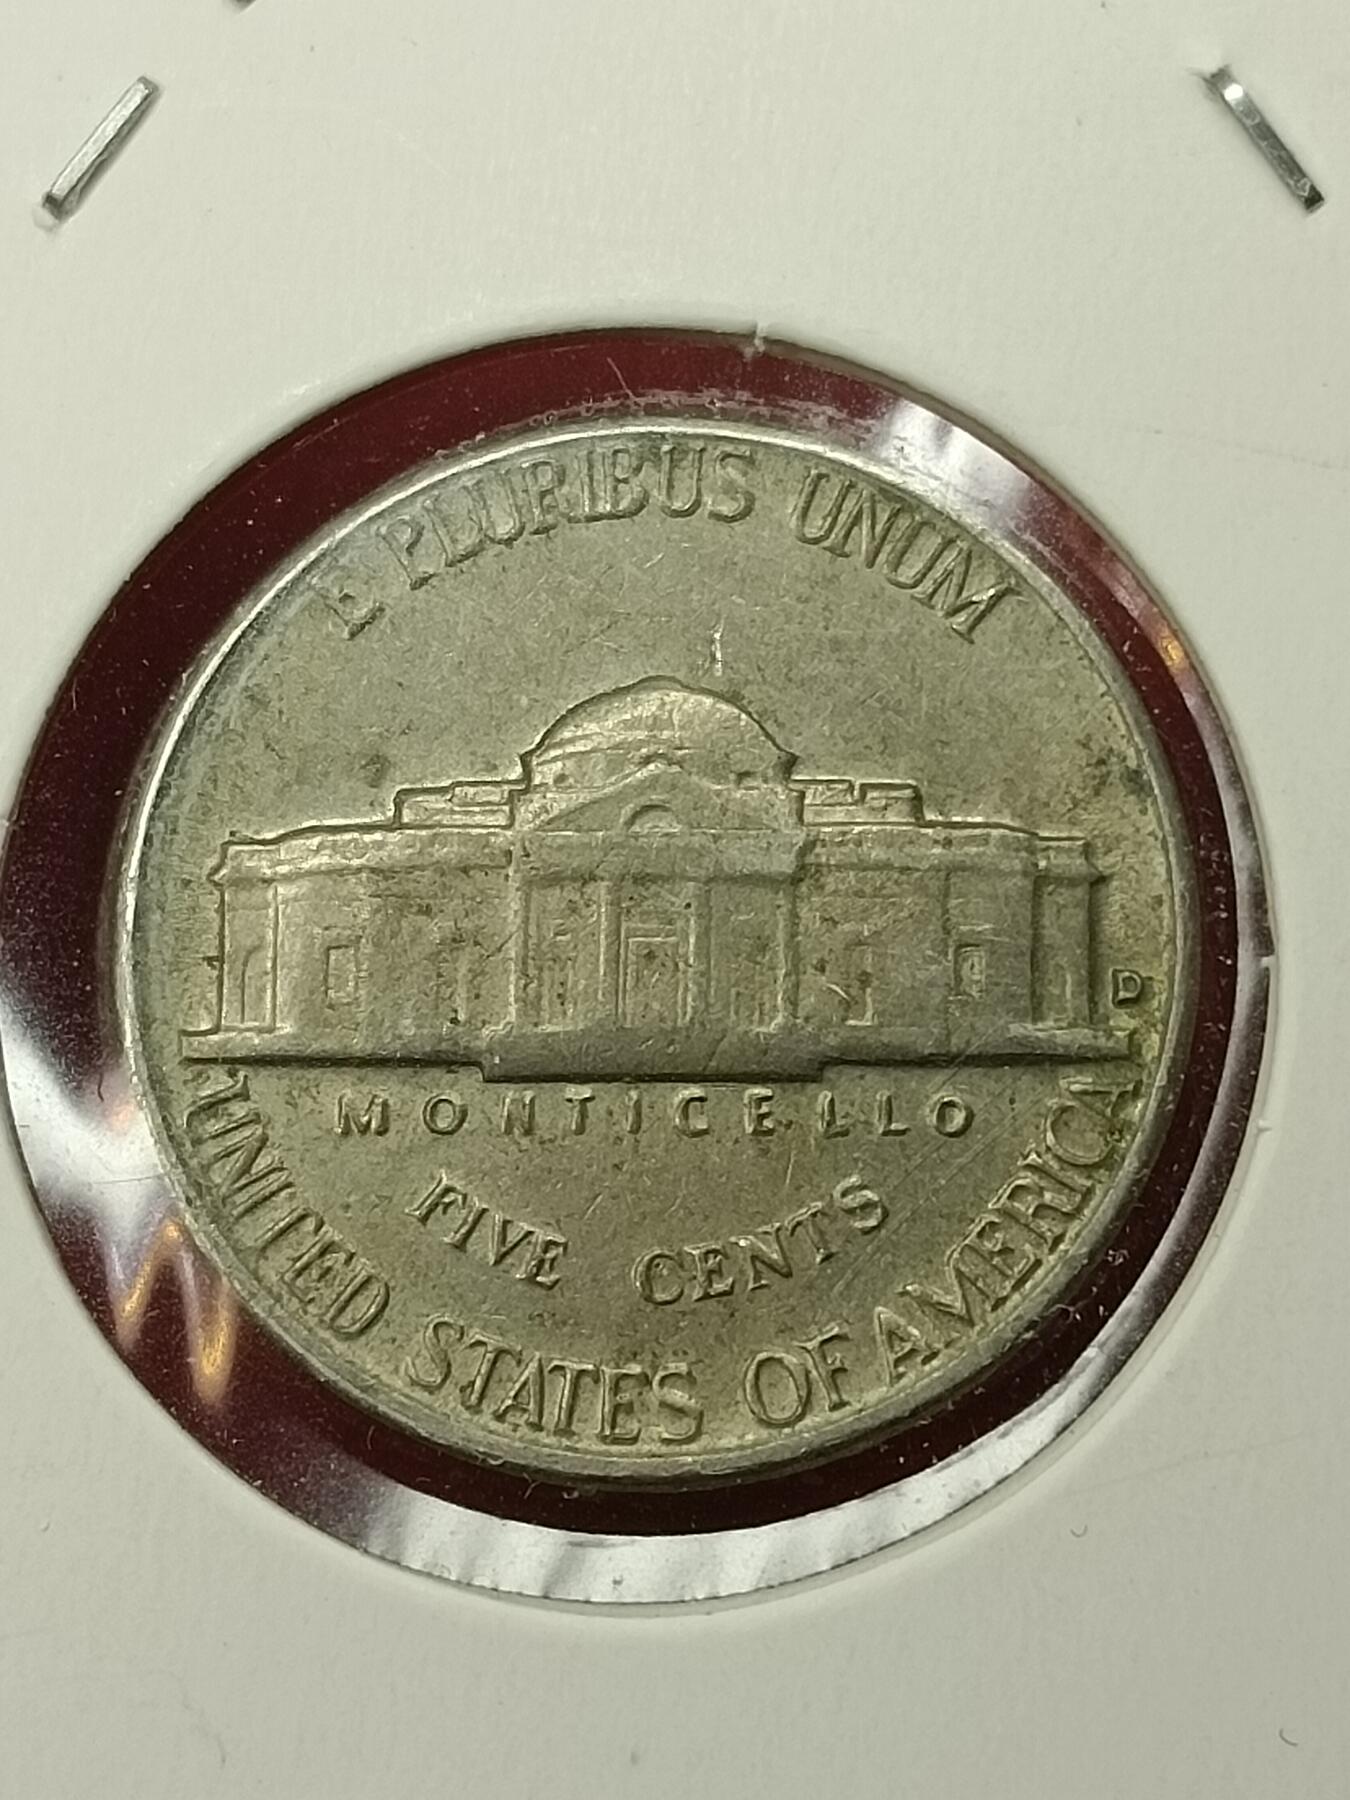 E PLURIBUS UNUM
D
MONTICELLO
FIVE CENTS
UNITED STATES OF AMERICA